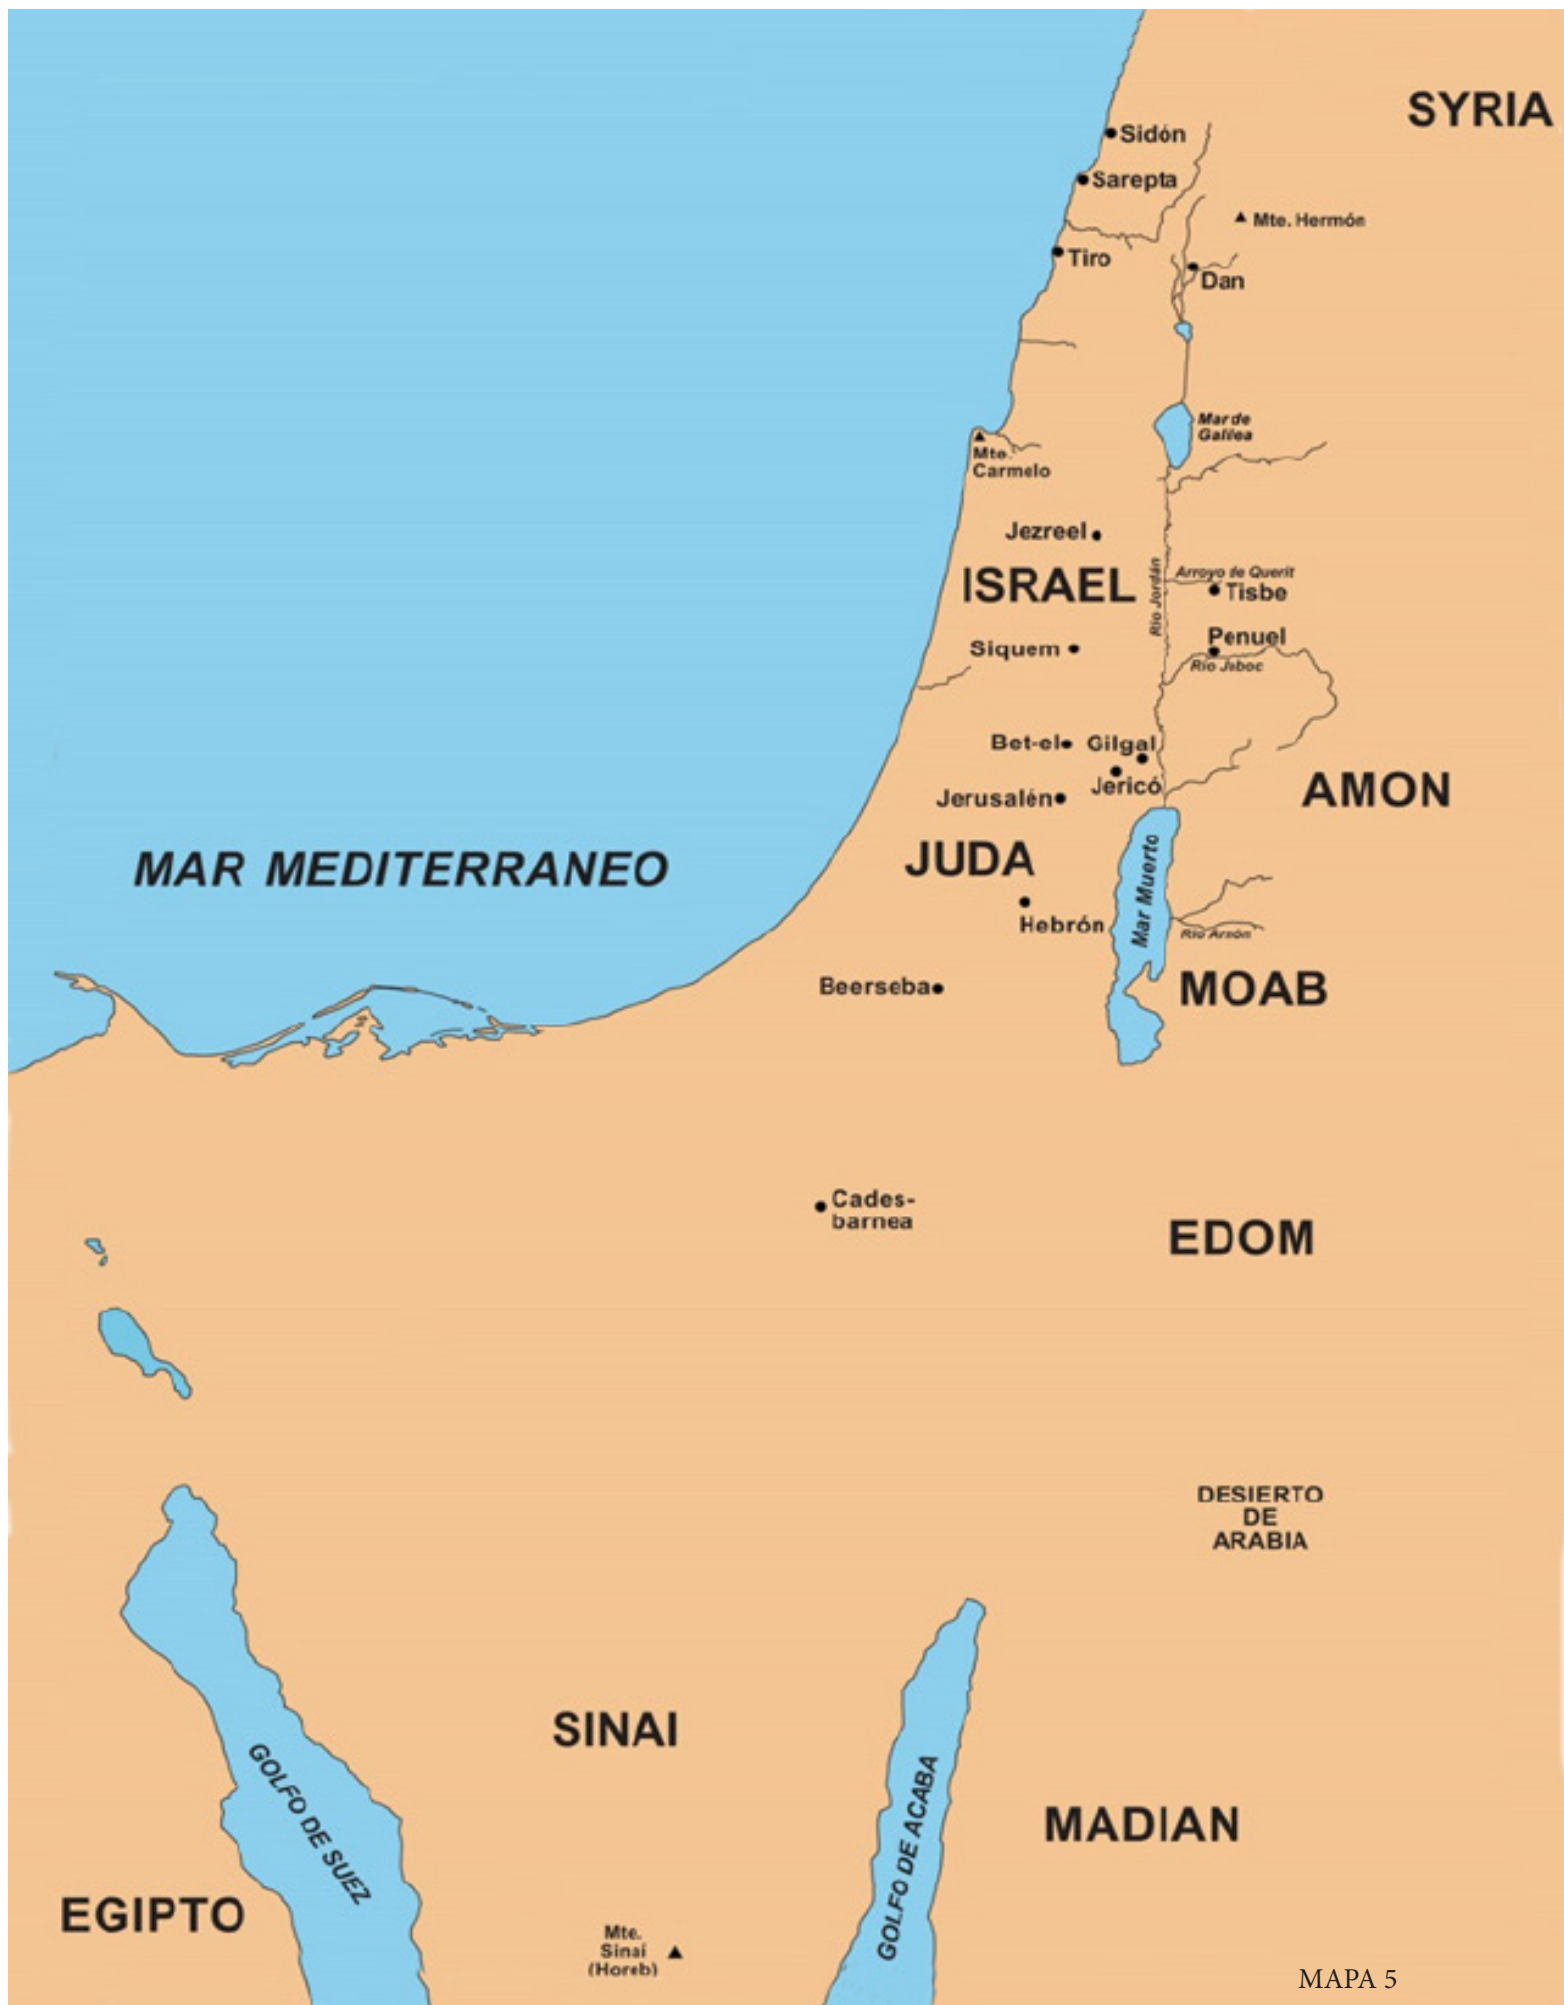 SYRIA
Sidón
Sarepta
Mte. Hermón
Tiro
Dan
Mar de
Galilea
Mte.
Carmelo
Jezreel
ISRAEL
Río Jordán
Arroyo de Querit
Tisbe
Penuel
Siquem
Río Jaboc
Bet-el
Gilgal
Jericó
Jerusalén
AMON
MAR MEDITERRANEO
JUDA
Mar Muerto
Hebrón
Río Arnón
Beerseba
MOAB
Cades-
barnea
EDOM
DESIERTO
DE
ARABIA
SINAI
GOLFO DE SUEZ
GOLFO DE ACABA
MADIAN
EGIPTO
Mte.
Sinaí
(Horeb)
MAPA 5